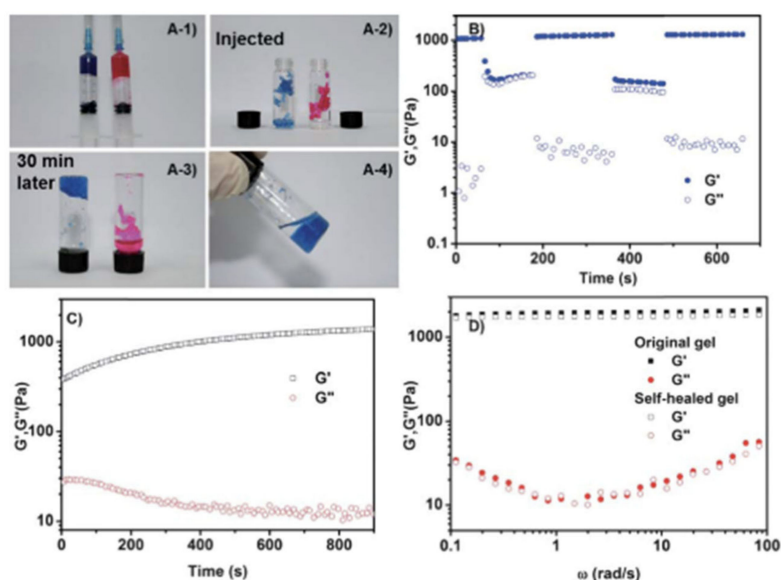 A-1)
Injected
A-2)
30 min
later
A-3)
A-4)
B)
G',G''(Pa)
1000
100
10
1
0.1
G'
G''
0
200
400
600
Time (s)
C)
G',G''(Pa)
1000
100
10
G'
G''
0
200
400
600
800
Time (s)
D)
G',G''(Pa)
1000
100
10
Original gel
G'
G''
Self-healed gel
G'
G''
0.1
1
10
100
ω (rad/s)